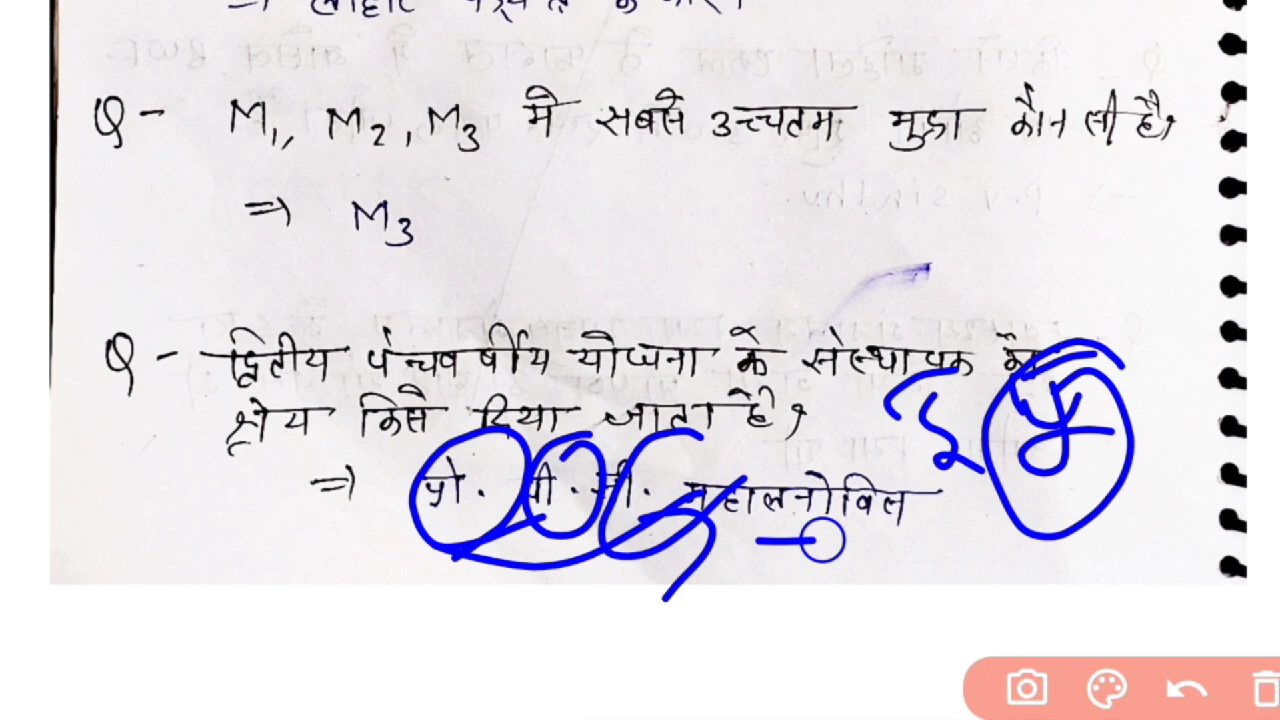 Q- M1, M2, M3 मे सबसे उच्चतम मुद्रा कौन सी है,
=> M3
Q - द्वितीय पंचवर्षीय योजना के संस्थापक
श्रेय किसे दिया जाता है,
=> प्रो. पी. सी. महालनोविस